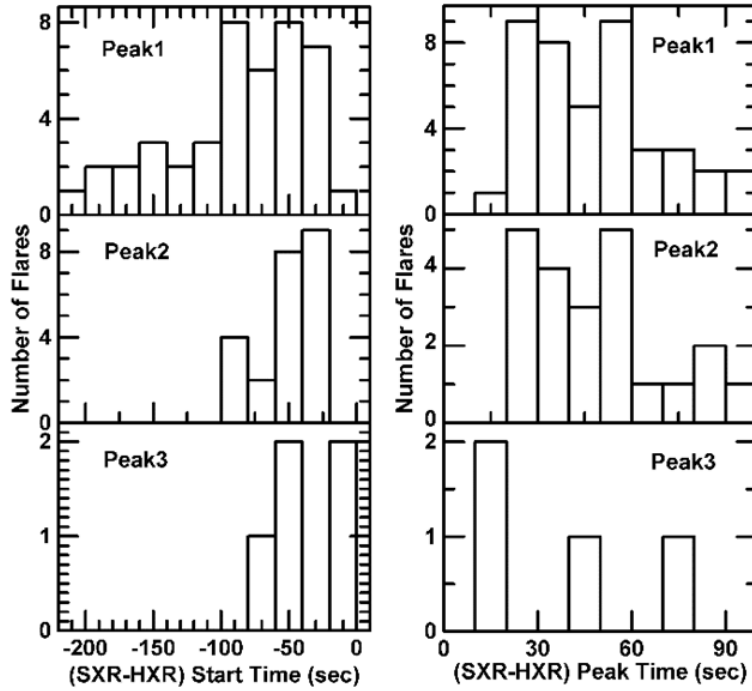 8
4
0
Peak1
8
4
0
Peak1
Number of Flares
8
4
0
Peak2
Number of Flares
4
2
0
Peak2
2
1
0
Peak3
-200 -150 -100 -50 0
(SXR-HXR) Start Time (sec)
2
1
0
Peak3
0 30 60 90
(SXR-HXR) Peak Time (sec)